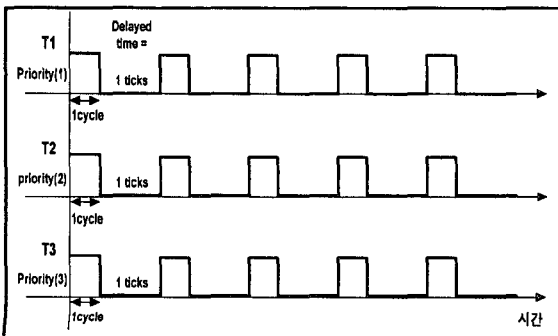 Delayed
time =
T1
Priority(1)
1 ticks
1cycle
T2
priority(2)
1 ticks
1cycle
T3
Priority(3)
1 ticks
1cycle
시간